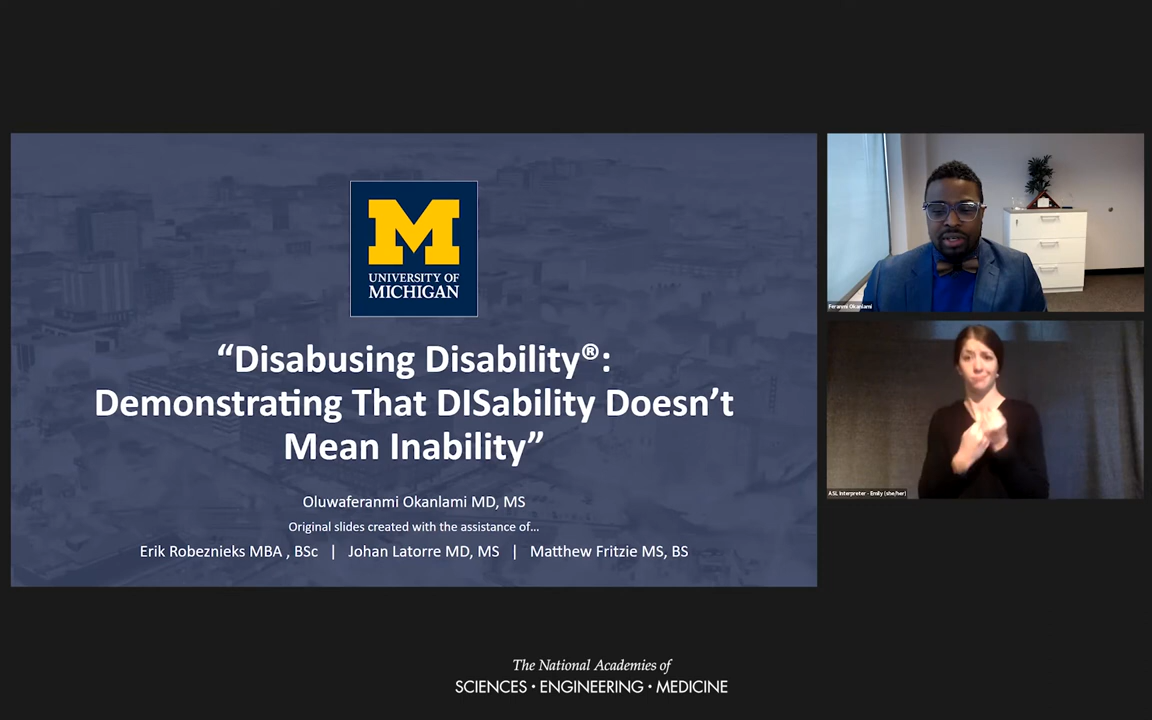 M
UNIVERSITY OF
MICHIGAN
“Disabusing Disability®:
Demonstrating That DISability Doesn’t
Mean Inability”
Oluwaferanmi Okanlami MD, MS
Original slides created with the assistance of...
Erik Robeznieks MBA , BSc | Johan Latorre MD, MS | Matthew Fritzie MS, BS
Feranmi Okanlami
ASL Interpreter - Emily (she/her)
The National Academies of
SCIENCES · ENGINEERING · MEDICINE